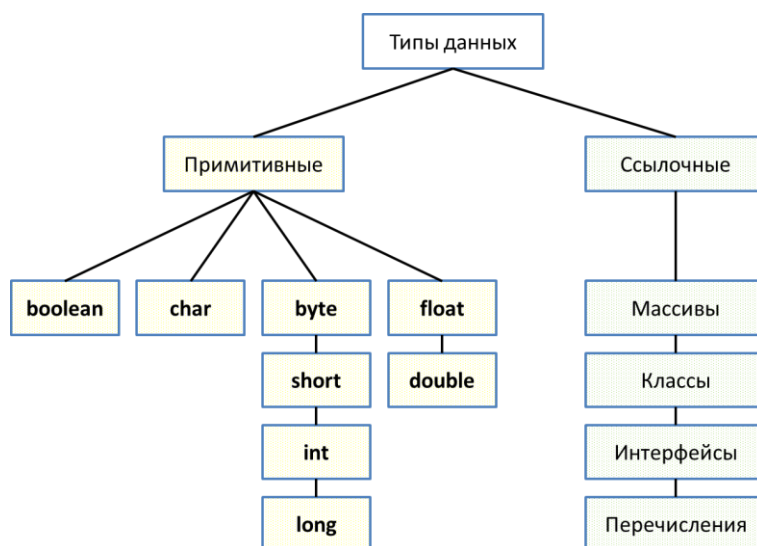 Типы данных
Примитивные
Ссылочные
boolean
char
byte
float
Массивы
short
double
Классы
int
Интерфейсы
long
Перечисления